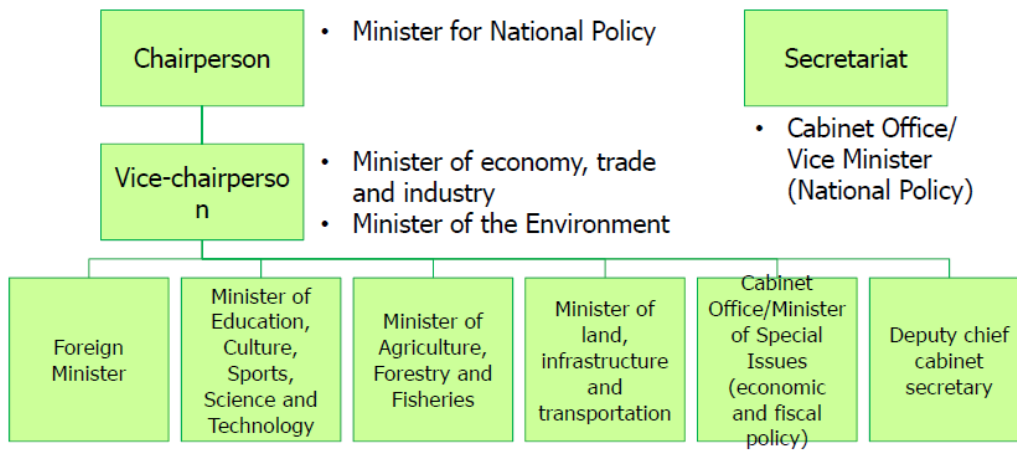 Chairperson
• Minister for National Policy
Secretariat
• Cabinet Office/
Vice Minister
(National Policy)
Vice-chairperso
n
• Minister of economy, trade
and industry
• Minister of the Environment
Foreign
Minister
Minister of
Education,
Culture,
Sports,
Science and
Technology
Minister of
Agriculture,
Forestry and
Fisheries
Minister of
land,
infrastructure
and
transportation
Cabinet
Office/Minister
of Special
Issues
(economic
and fiscal
policy)
Deputy chief
cabinet
secretary